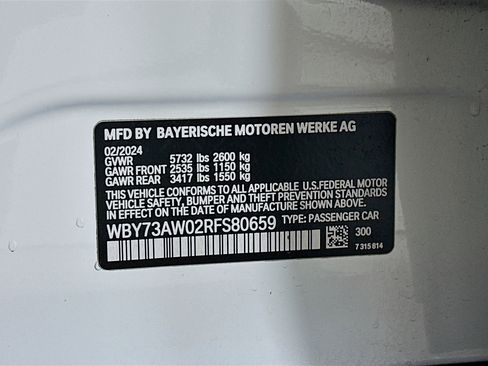 MFD BY BAYERISCHE MOTOREN WERKE AG
02/2024
GVWR 5732 lbs 2600 kg
GAWR FRONT 2535 lbs 1150 kg
GAWR REAR 3417 lbs 1550 kg
THIS VEHICLE CONFORMS TO ALL APPLICABLE U.S.FEDERAL MOTOR
VEHICLE SAFETY, BUMPER AND THEFT PREVENTION STANDARDS
IN EFFECT ON THE DATE OF MANUFACTURE SHOWN ABOVE.
WBY73AW02RFS80659 TYPE: PASSENGER CAR
300
7 315 814